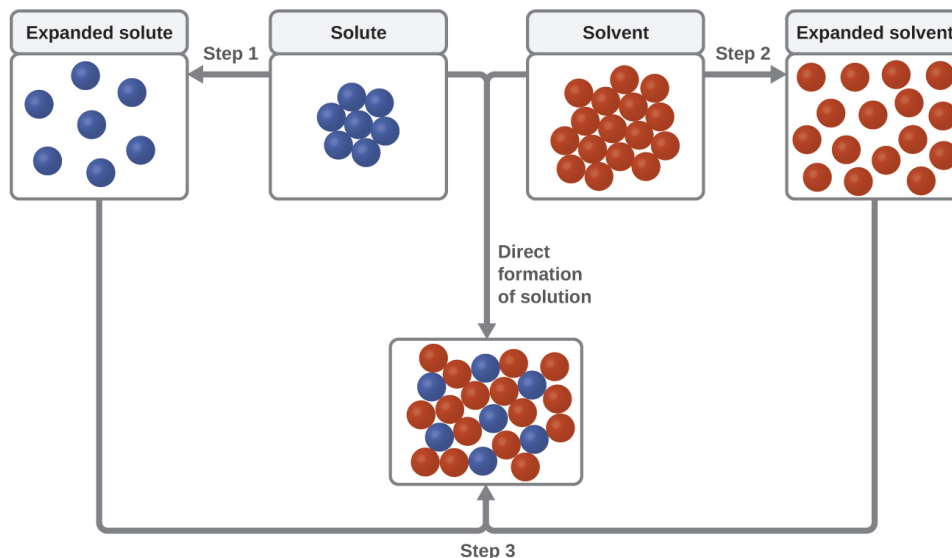 Expanded solute
Solute
Solvent
Expanded solvent
Step 1
Step 2
Direct
formation
of solution
Step 3